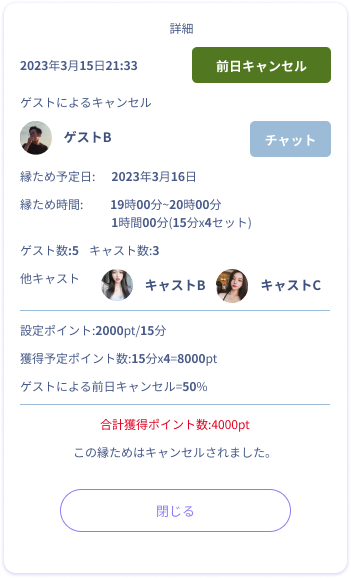 詳細
2023年3月15日21:33 前日キャンセル
ゲストによるキャンセル
ゲストB チャット
縁ため予定日: 2023年3月16日
縁ため時間: 19時00分~20時00分
1時間00分(15分x4セット)
ゲスト数:5 キャスト数:3
他キャスト キャストB キャストC
設定ポイント:2000pt/15分
獲得予定ポイント数:15分x4=8000pt
ゲストによる前日キャンセル=50%
合計獲得ポイント数:4000pt
この縁ためはキャンセルされました。
閉じる